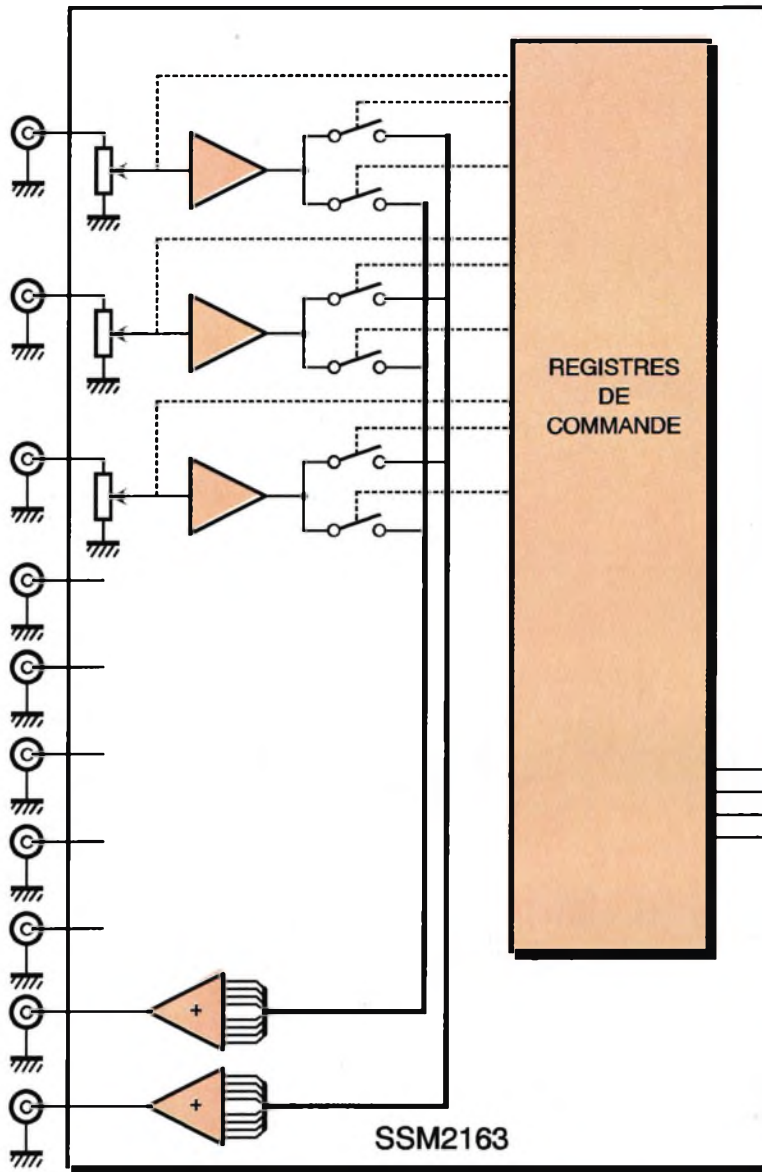 REGISTRES
DE
COMMANDE
+
+
SSM2163